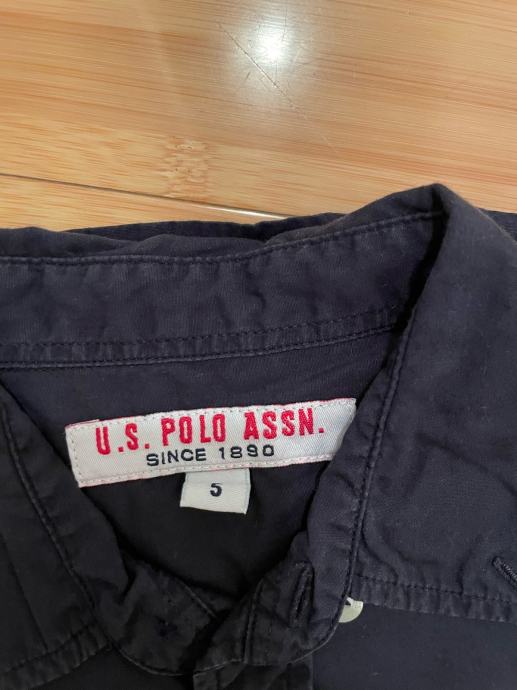 U.S. POLO ASSN.
SINCE 1890
5